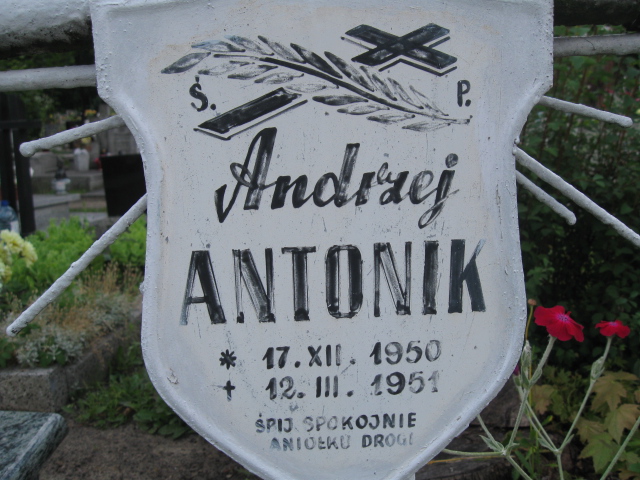 Ś. P.
Andrzej
ANTONIK
* 17. XII. 1950
+ 12. III. 1951
ŚPIJ SPOKOJNIE
ANIOŁKU DROGI